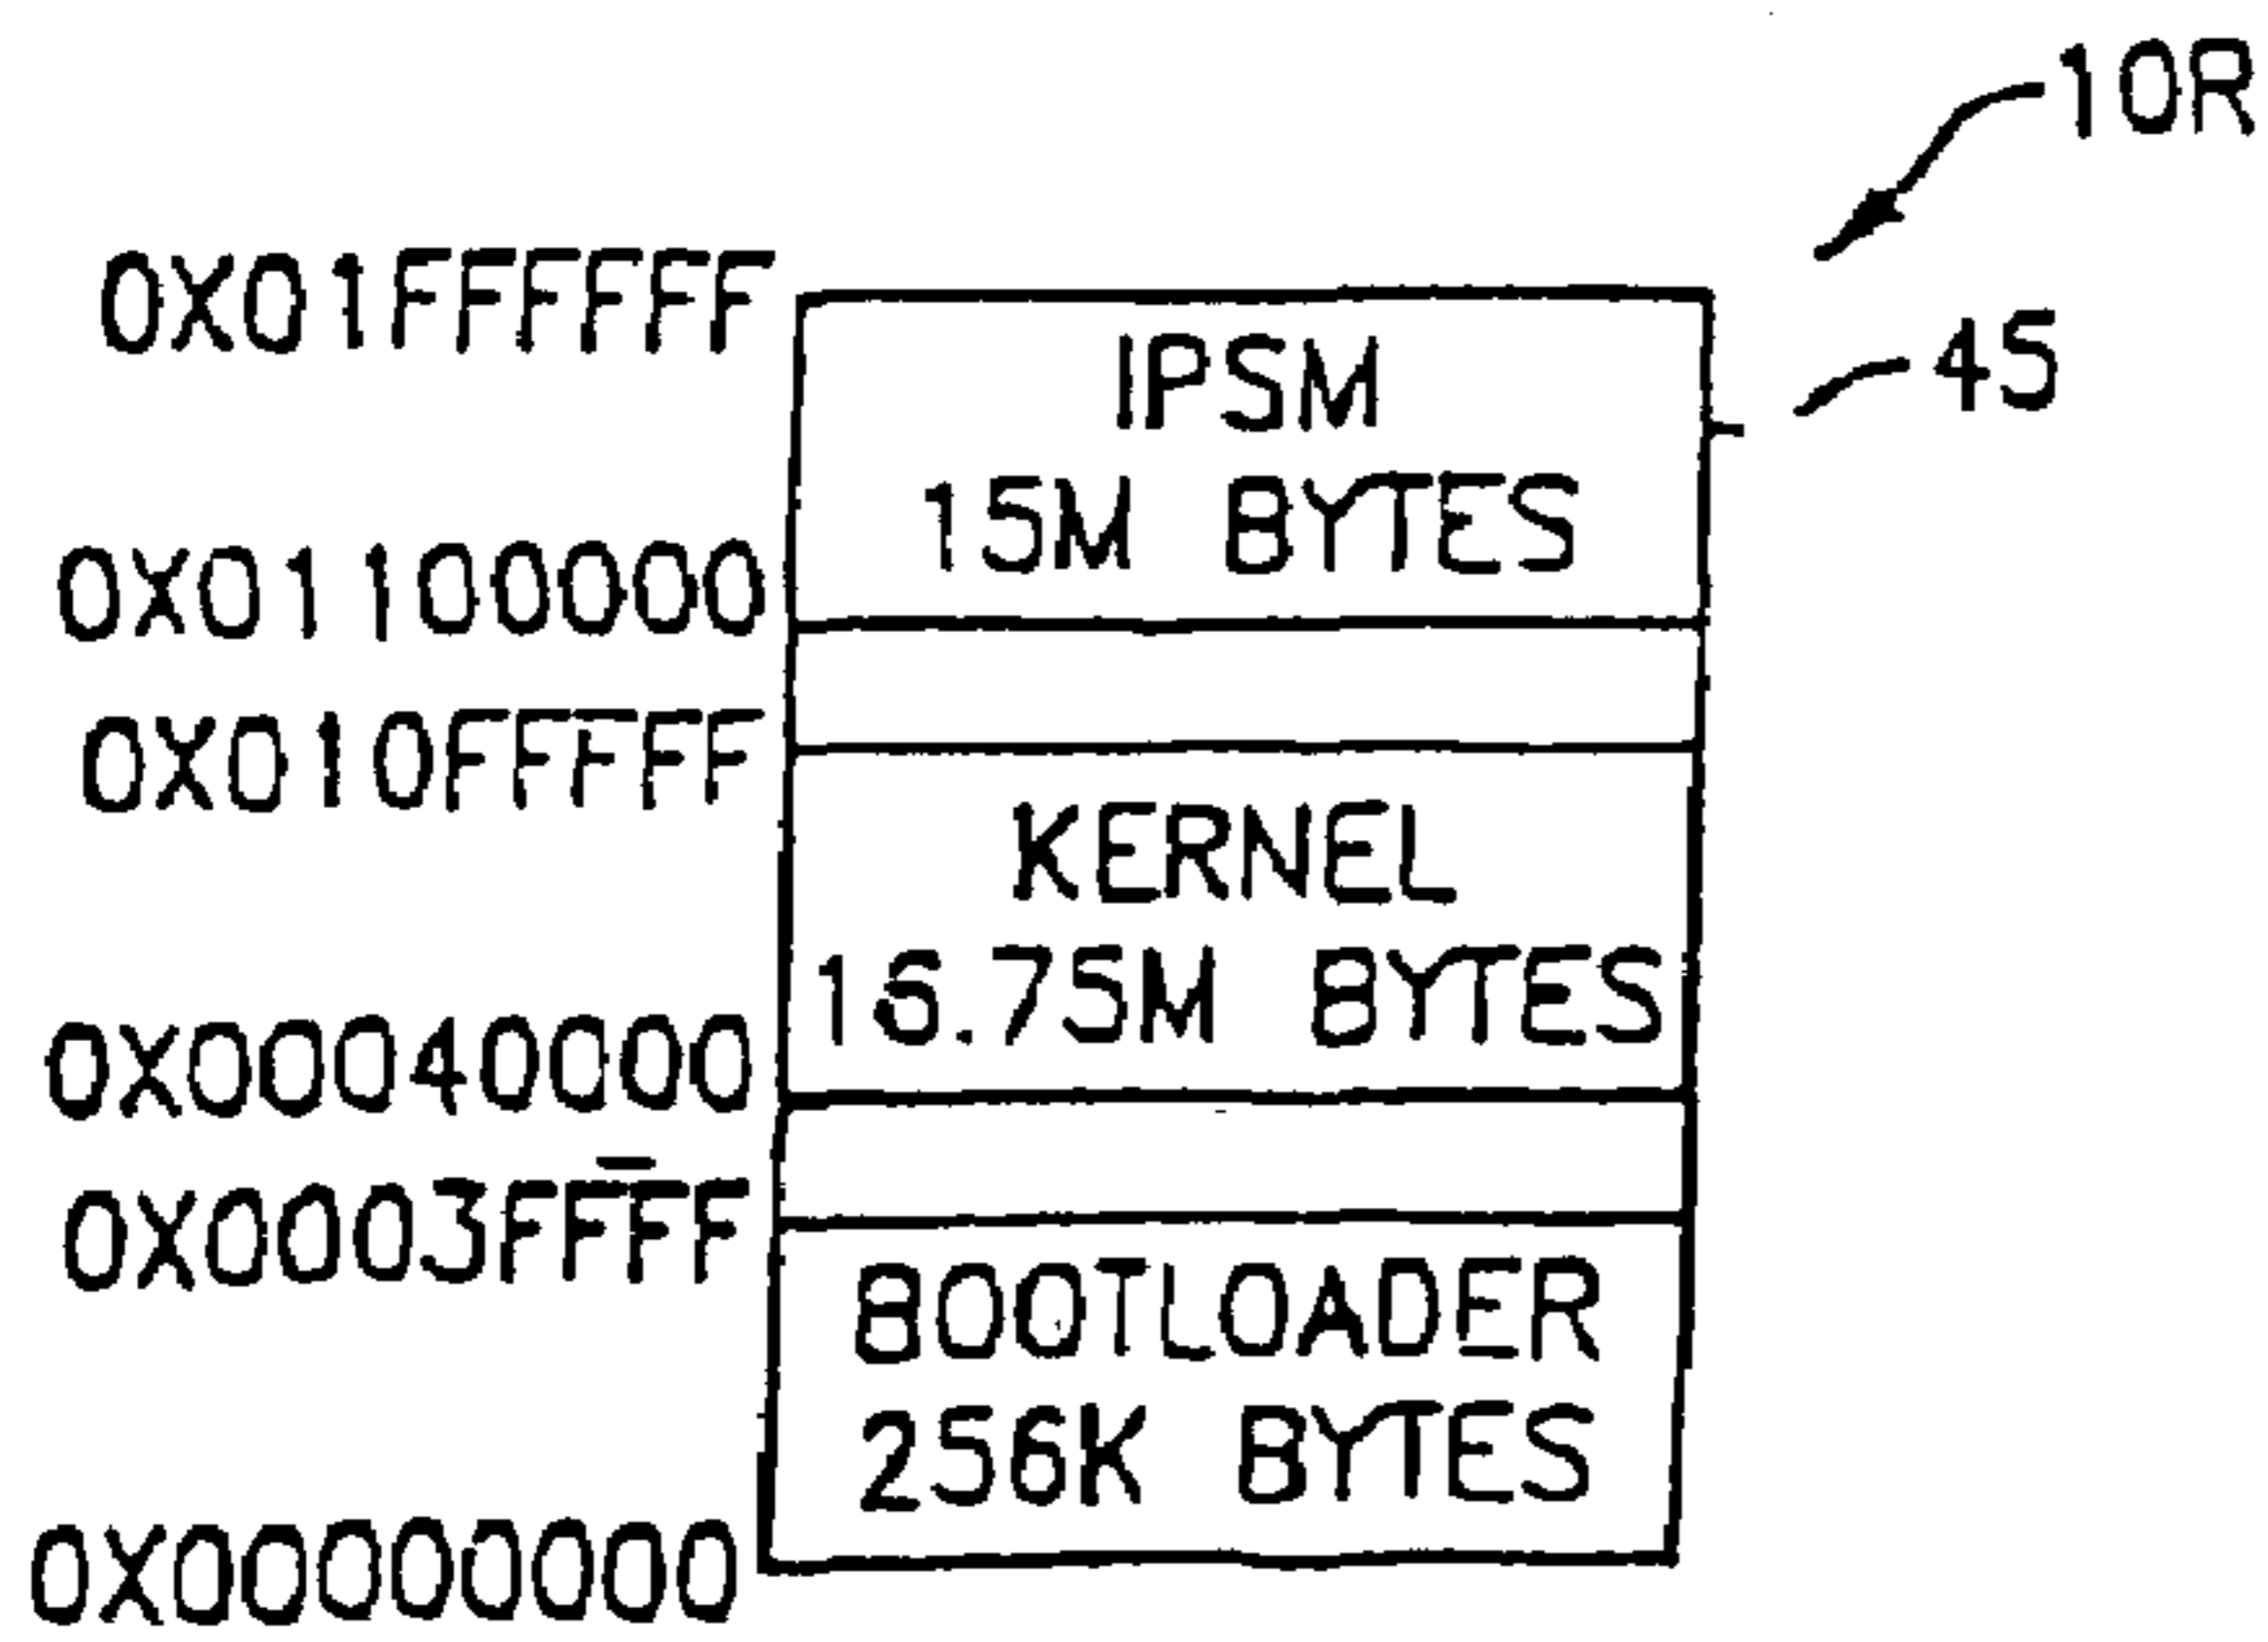 10R
0X01FFFFFF
IPSM
45
15M BYTES
0X01100000
0X010FFFFF
KERNEL
16.75M BYTES
0X00040000
0X0003FFFF
BOOTLOADER
256K BYTES
0X00000000